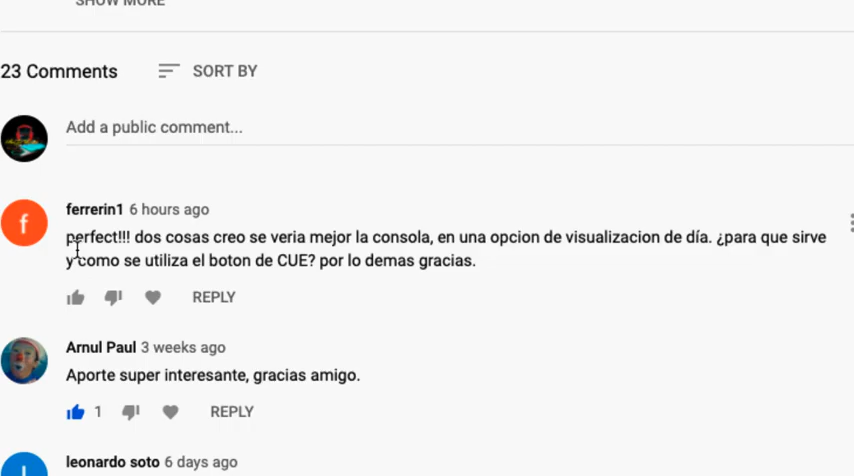 SHOW MORE
23 Comments SORT BY
Add a public comment...
f
ferrerin1 6 hours ago
perfect!!! dos cosas creo se veria mejor la consola, en una opcion de visualizacion de día. ¿para que sirve
y como se utiliza el boton de CUE? por lo demas gracias.
REPLY
Arnul Paul 3 weeks ago
Aporte super interesante, gracias amigo.
1 REPLY
leonardo soto 6 days ago